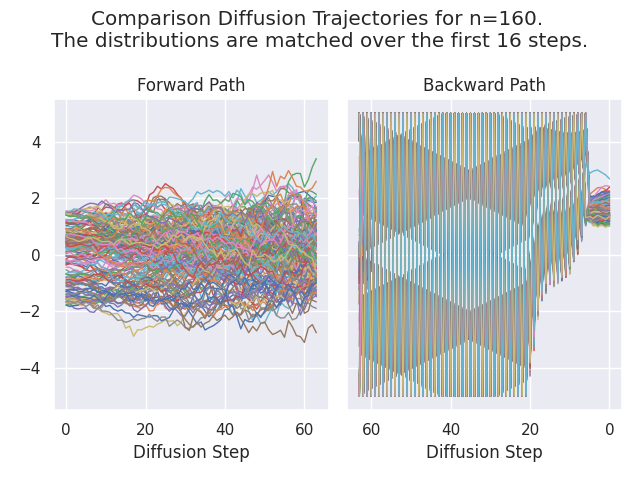 Comparison Diffusion Trajectories for n=160.
The distributions are matched over the first 16 steps.
Forward Path
Backward Path
4
2
0
−2
−4
0 20 40 60
60 40 20 0
Diffusion Step
Diffusion Step